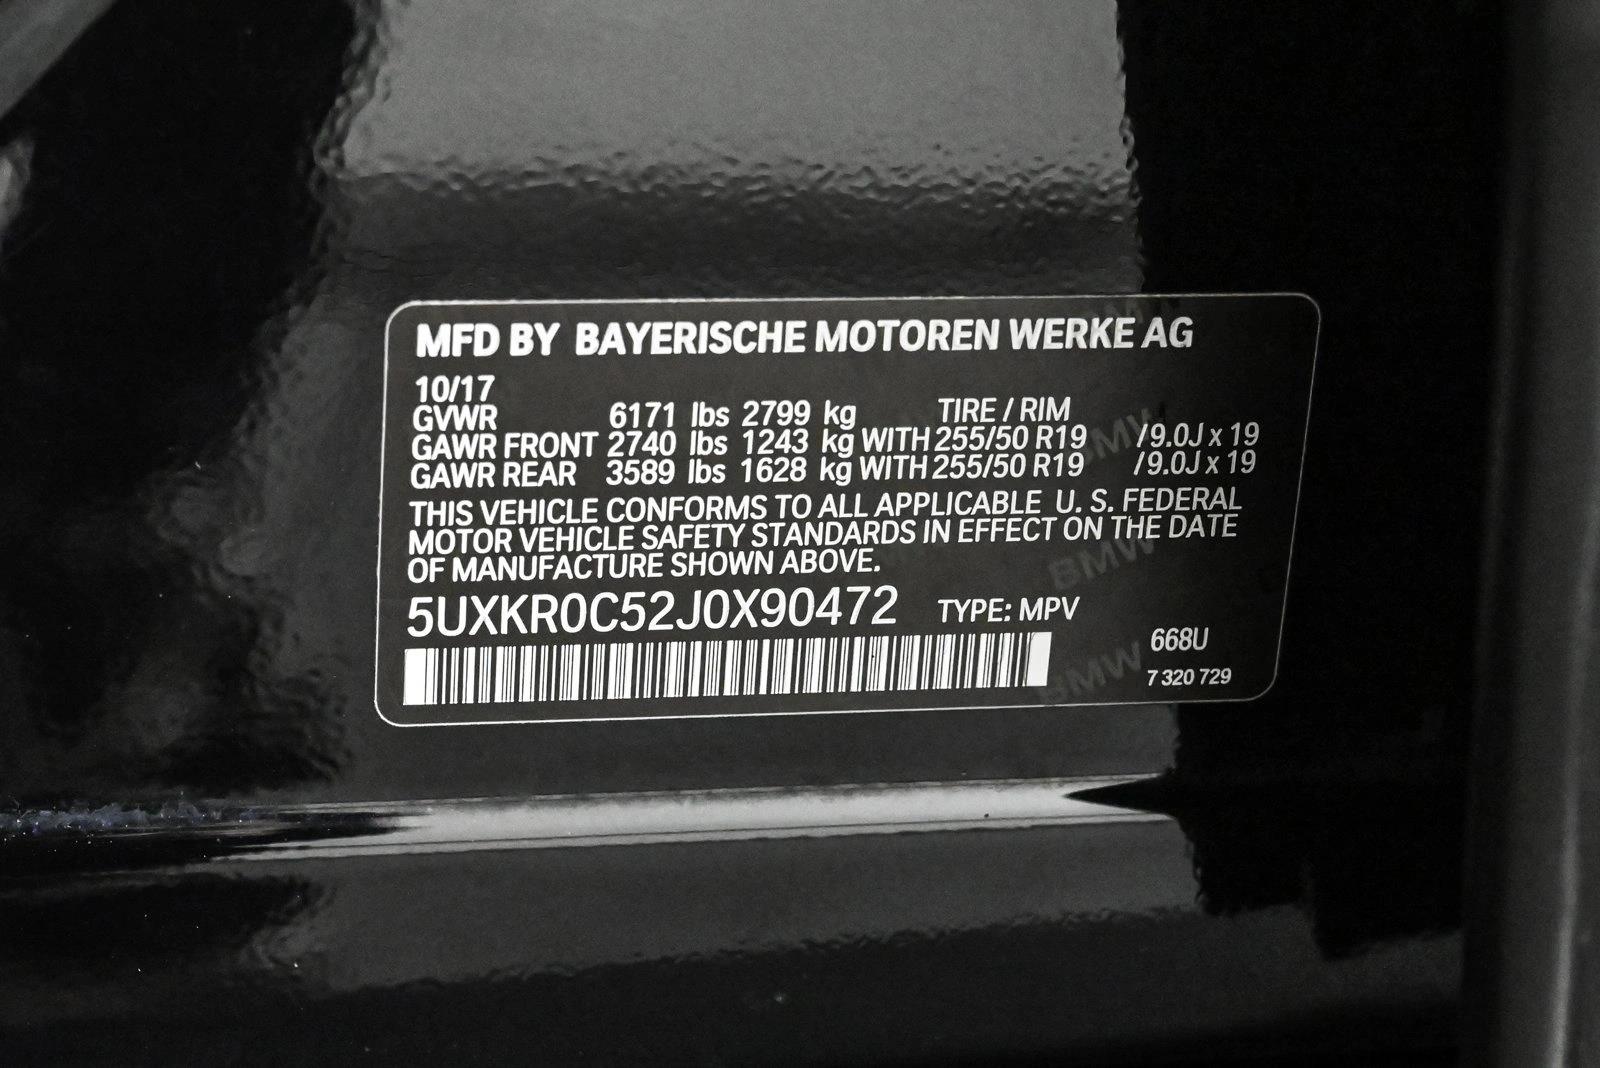 MFD BY BAYERISCHE MOTOREN WERKE AG
10/17
GVWR 6171 lbs 2799 kg TIRE / RIM
GAWR FRONT 2740 lbs 1243 kg WITH 255/50 R19 /9.0J x 19
GAWR REAR 3589 lbs 1628 kg WITH 255/50 R19 /9.0J x 19
THIS VEHICLE CONFORMS TO ALL APPLICABLE U. S. FEDERAL
MOTOR VEHICLE SAFETY STANDARDS IN EFFECT ON THE DATE
OF MANUFACTURE SHOWN ABOVE.
5UXKR0C52J0X90472 TYPE: MPV
668U
7 320 729
BMW
BMW
BMW